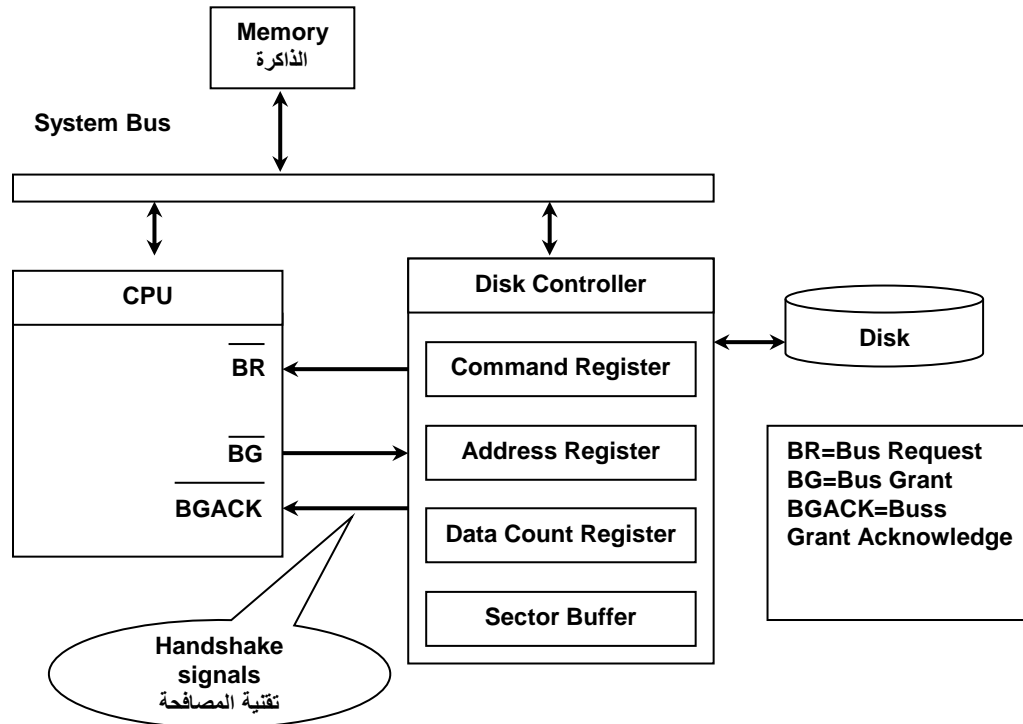 Memory
الذاكرة
System Bus
CPU
Disk Controller
Disk
BR
Command Register
BG
Address Register
BGACK
Data Count Register
Sector Buffer
BR=Bus Request
BG=Bus Grant
BGACK=Buss
Grant Acknowledge
Handshake
signals
تقنية المصافحة